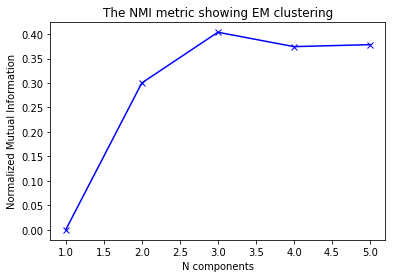 The NMI metric showing EM clustering
Normalized Mutual Information
0.40
0.35
0.30
0.25
0.20
0.15
0.10
0.05
0.00
1.0 1.5 2.0 2.5 3.0 3.5 4.0 4.5 5.0
N components